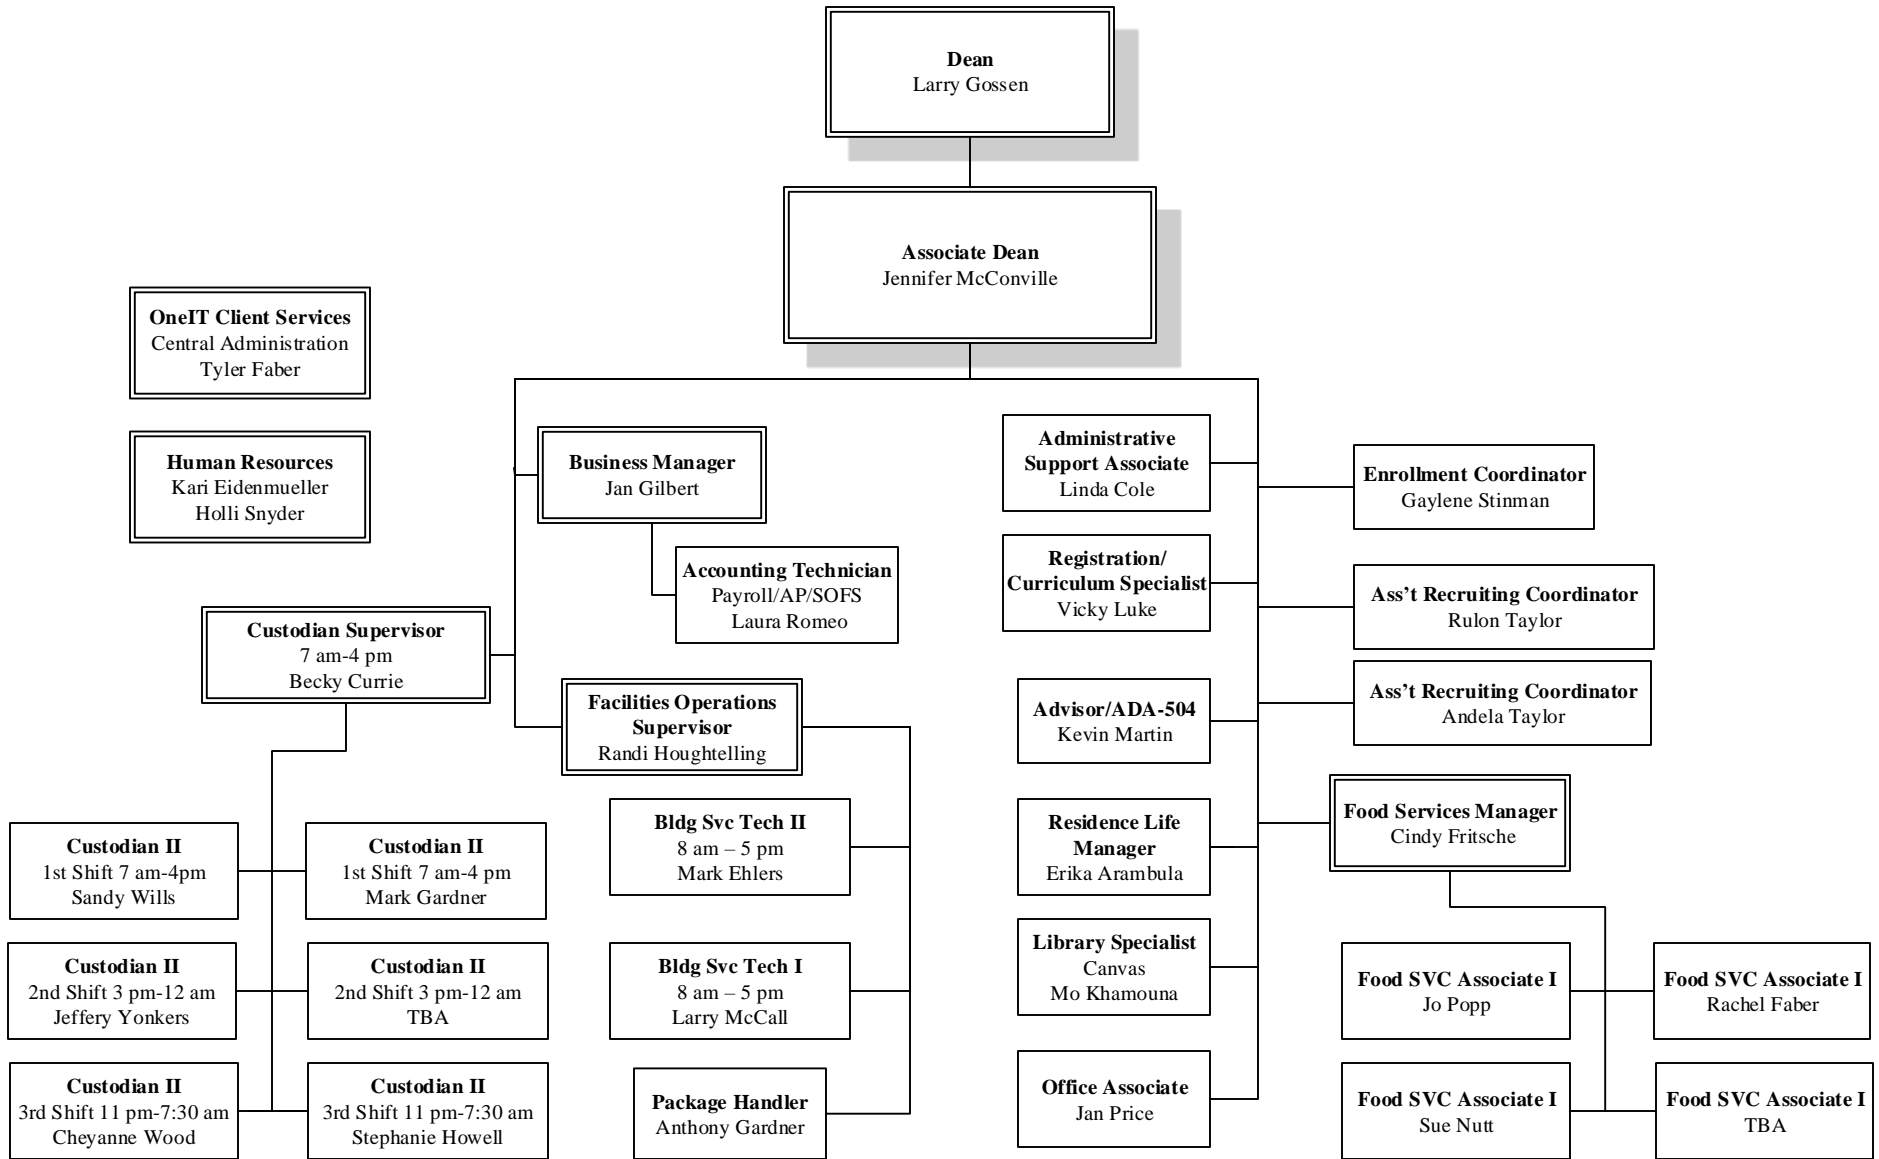 Dean
Larry Gossen
Associate Dean
Jennifer McConville
OneIT Client Services
Central Administration
Tyler Faber
Human Resources
Kari Eidenmueller
Holli Snyder
Business Manager
Jan Gilbert
Accounting Technician
Payroll/AP/SOFS
Laura Romeo
Custodian Supervisor
7 am-4 pm
Becky Currie
Facilities Operations
Supervisor
Randi Houghtelling
Custodian II
1st Shift 7 am-4pm
Sandy Wills
Custodian II
1st Shift 7 am-4 pm
Mark Gardner
Custodian II
2nd Shift 3 pm-12 am
Jeffery Yonkers
Custodian II
2nd Shift 3 pm-12 am
TBA
Custodian II
3rd Shift 11 pm-7:30 am
Cheyanne Wood
Custodian II
3rd Shift 11 pm-7:30 am
Stephanie Howell
Bldg Svc Tech II
8 am – 5 pm
Mark Ehlers
Bldg Svc Tech I
8 am – 5 pm
Larry McCall
Package Handler
Anthony Gardner
Administrative
Support Associate
Linda Cole
Registration/
Curriculum Specialist
Vicky Luke
Advisor/ADA-504
Kevin Martin
Residence Life
Manager
Erika Arambula
Library Specialist
Canvas
Mo Khamouna
Office Associate
Jan Price
Enrollment Coordinator
Gaylene Stinman
Ass't Recruiting Coordinator
Rulon Taylor
Ass't Recruiting Coordinator
Andela Taylor
Food Services Manager
Cindy Fritsche
Food SVC Associate I
Jo Popp
Food SVC Associate I
Rachel Faber
Food SVC Associate I
Sue Nutt
Food SVC Associate I
TBA